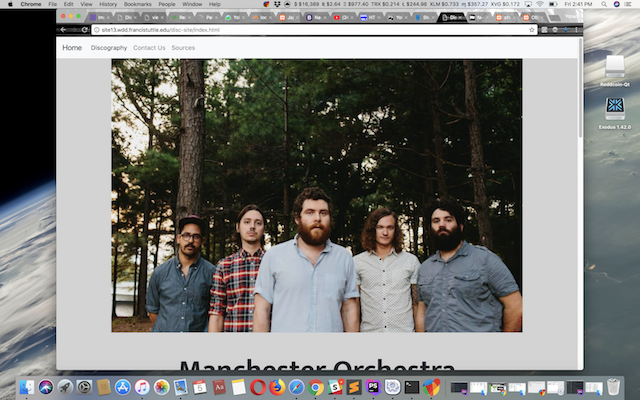 Chrome File Edit View History Bookmarks People Window Help
$16,389 $2.64 $977.40 TRX $0.214 $244.96 XLM $0.733 $357.27 XVG $0.172 Fri 2:41 PM
site13.wdd.francistuttle.edu/disc-site/index.html
Home Discography Contact Us Sources
Reddcoin-Qt
Exodus 1.42.0
Manchester Orchestra